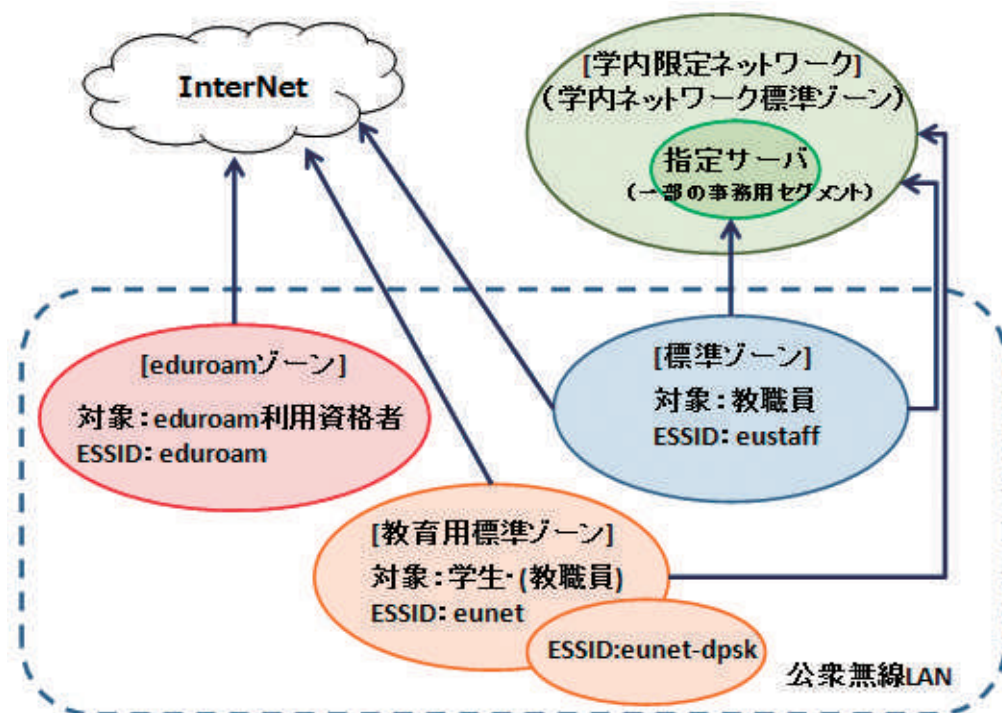 InterNet
[学内限定ネットワーク]
(学内ネットワーク標準ゾーン)
指定サーバ
(一部の事務用セグメント)
[eduroamゾーン]
対象:eduroam利用資格者
ESSID: eduroam
[標準ゾーン]
対象:教職員
ESSID: eustaff
[教育用標準ゾーン]
対象:学生・(教職員)
ESSID: eunet
ESSID:eunet-dpsk
公衆無線LAN